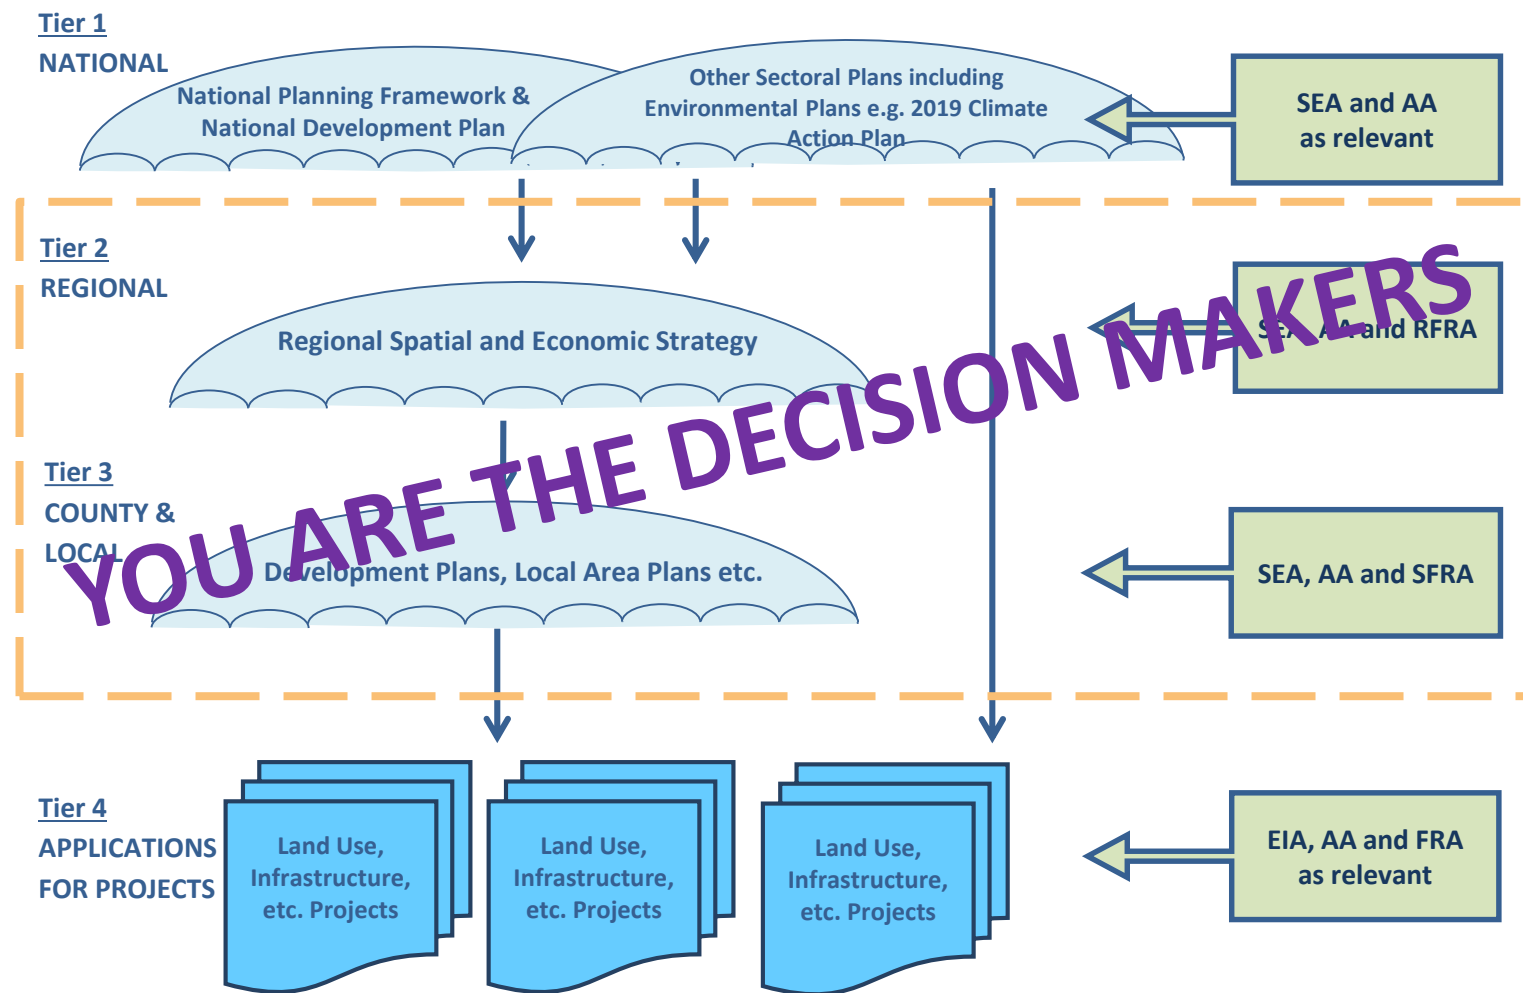 Tier 1
NATIONAL
National Planning Framework &
National Development Plan
Other Sectoral Plans including
Environmental Plans e.g. 2019 Climate
Action Plan
SEA and AA
as relevant
Tier 2
REGIONAL
Regional Spatial and Economic Strategy
SEA, AA and RFRA
YOU ARE THE DECISION MAKERS
Tier 3
COUNTY &
LOCAL
Development Plans, Local Area Plans etc.
SEA, AA and SFRA
Tier 4
APPLICATIONS
FOR PROJECTS
Land Use,
Infrastructure,
etc. Projects
Land Use,
Infrastructure,
etc. Projects
Land Use,
Infrastructure,
etc. Projects
EIA, AA and FRA
as relevant